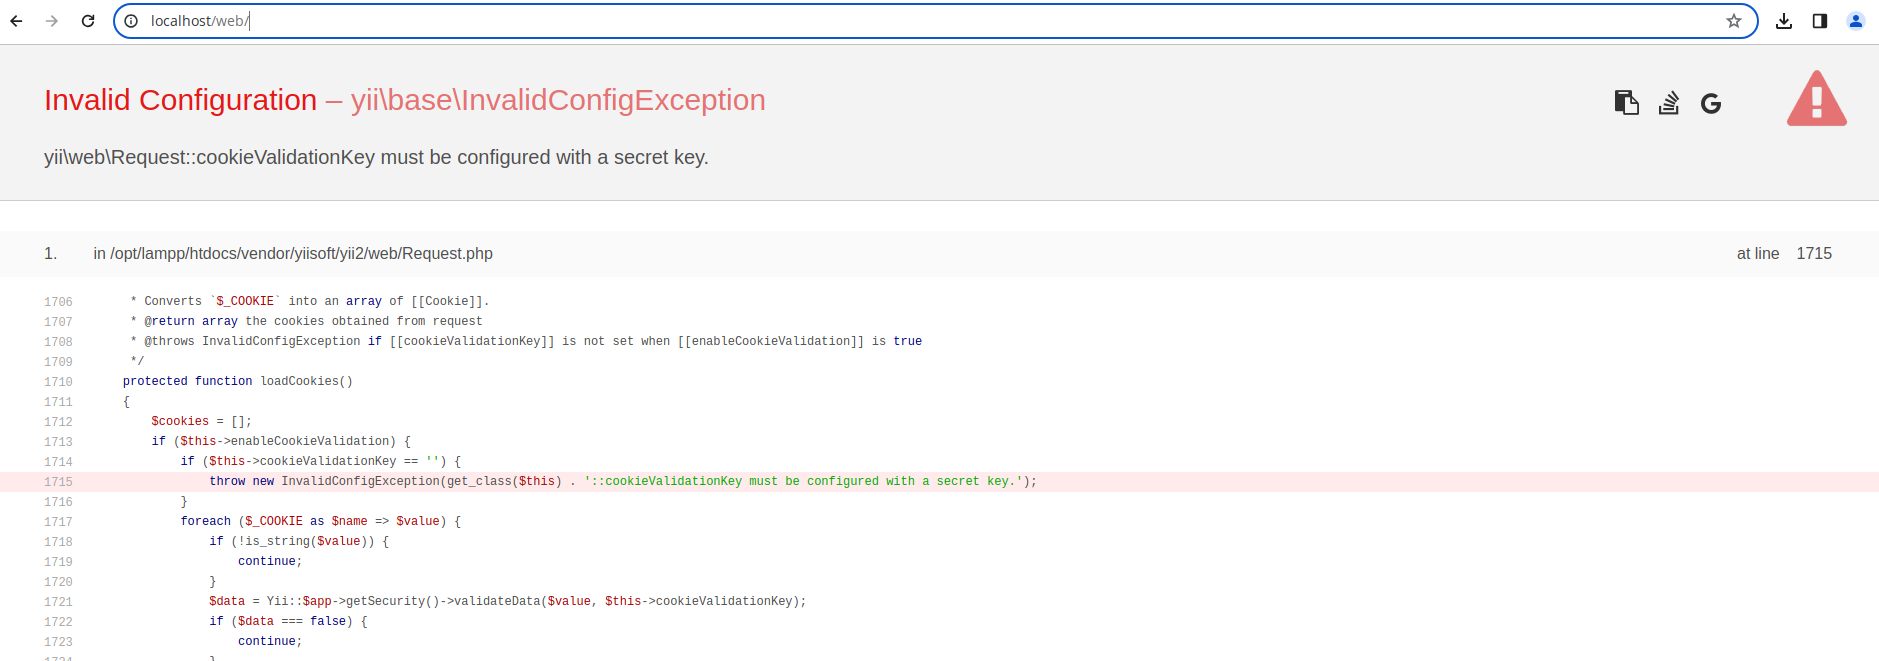 localhost/web/
Invalid Configuration – yii\base\InvalidConfigException
yii\web\Request::cookieValidationKey must be configured with a secret key.
1. in /opt/lampp/htdocs/vendor/yiisoft/yii2/web/Request.php at line 1715
1706 * Converts `$_COOKIE` into an array of [[Cookie]].
1707 * @return array the cookies obtained from request
1708 * @throws InvalidConfigException if [[cookieValidationKey]] is not set when [[enableCookieValidation]] is true
1709 */
1710 protected function loadCookies()
1711 {
1712 $cookies = [];
1713 if ($this->enableCookieValidation) {
1714 if ($this->cookieValidationKey == '') {
1715 throw new InvalidConfigException(get_class($this) . '::cookieValidationKey must be configured with a secret key.');
1716 }
1717 foreach ($_COOKIE as $name => $value) {
1718 if (!is_string($value)) {
1719 continue;
1720 }
1721 $data = Yii::$app->getSecurity()->validateData($value, $this->cookieValidationKey);
1722 if ($data === false) {
1723 continue;
1724 }